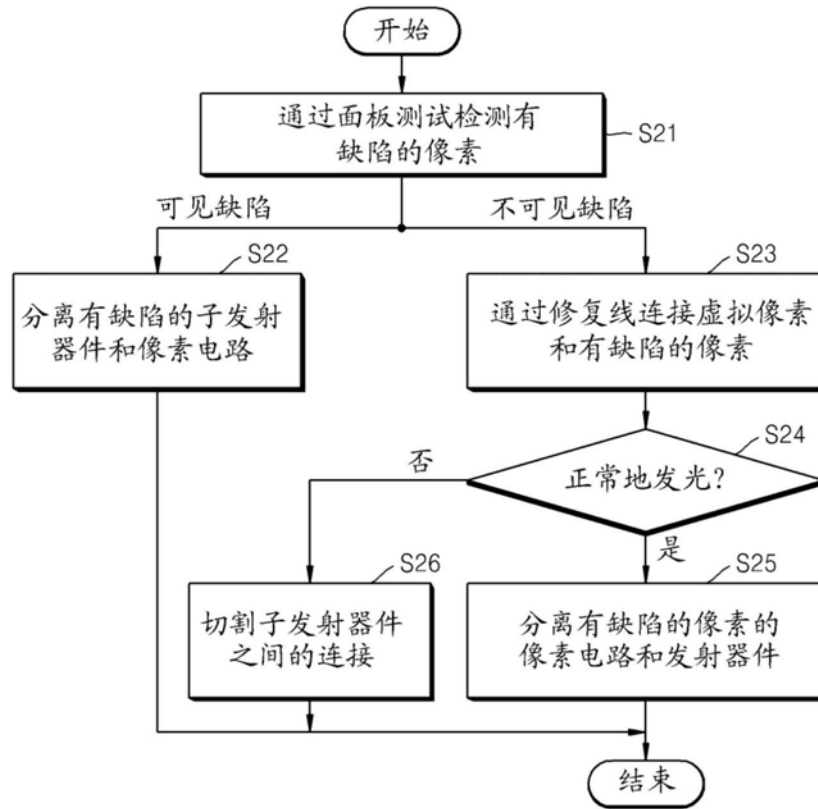 开始
通过面板测试检测有
缺陷的像素
S21
可见缺陷
不可见缺陷
S22
S23
分离有缺陷的子发射
器件和像素电路
通过修复线连接虚拟像素
和有缺陷的像素
S24
否
正常地发光?
是
S26
S25
切割子发射器件
之间的连接
分离有缺陷的像素的
像素电路和发射器件
结束